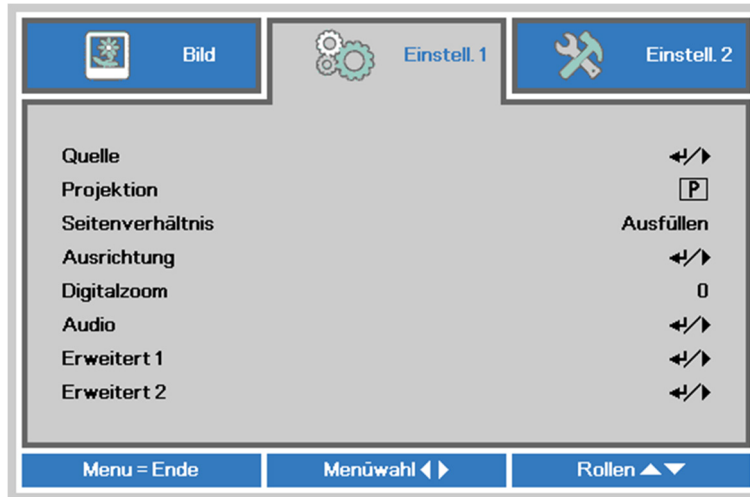 Bild
Einstell. 1
Einstell. 2
Quelle ↵/▶
Projektion P
Seitenverhältnis Ausfüllen
Ausrichtung ↵/▶
Digitalzoom 0
Audio ↵/▶
Erweitert 1 ↵/▶
Erweitert 2 ↵/▶
Menu = Ende
Menūwahl ◀ ▶
Rollen ▲▼